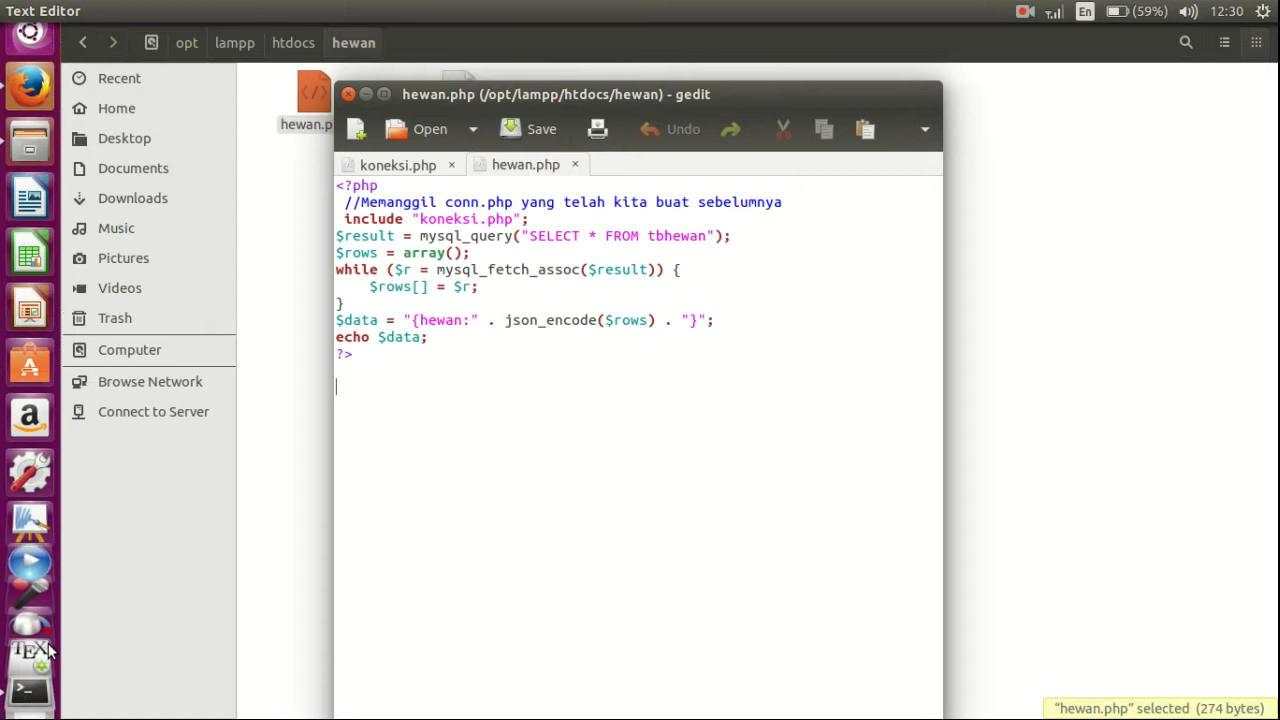 Text Editor
En
(59%)
12:30
opt
lampp
htdocs
hewan
Recent
Home
Desktop
Documents
Downloads
Music
Pictures
Videos
Trash
Computer
Browse Network
Connect to Server
hewan.p
hewan.php (/opt/lampp/htdocs/hewan) - gedit
Open
Save
Undo
koneksi.php ×
hewan.php ×
<?php
//Memanggil conn.php yang telah kita buat sebelumnya
include "koneksi.php";
$result = mysql_query("SELECT * FROM tbhewan");
$rows = array();
while ($r = mysql_fetch_assoc($result)) {
$rows[] = $r;
}
$data = "{hewan:" . json_encode($rows) . "}";
echo $data;
?>
a
TEX
>_
"hewan.php" selected (274 bytes)